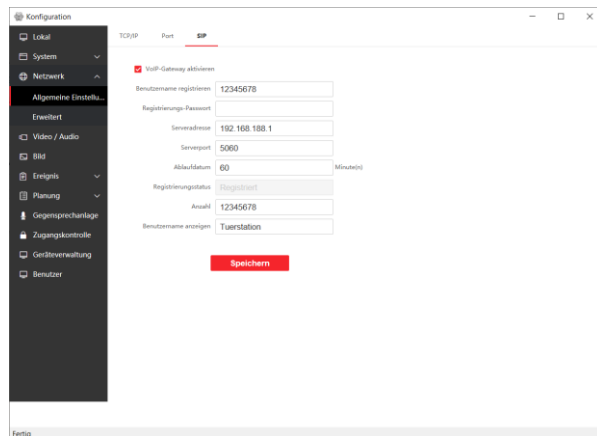 Konfiguration
Lokal
System
Netzwerk
Allgemeine Einstellu...
Erweitert
Video / Audio
Bild
Ereignis
Planung
Gegensprechanlage
Zugangskontrolle
Geräteverwaltung
Benutzer
TCP/IP Port SIP
VoIP-Gateway aktivieren
Benutzername registrieren 12345678
Registrierungs-Passwort
Serveradresse 192.168.188.1
Serverport 5060
Ablaufdatum 60 Minute(n)
Registrierungsstatus Registriert
Anzahl 12345678
Benutzername anzeigen Tuerstation
Speichern
Fertig